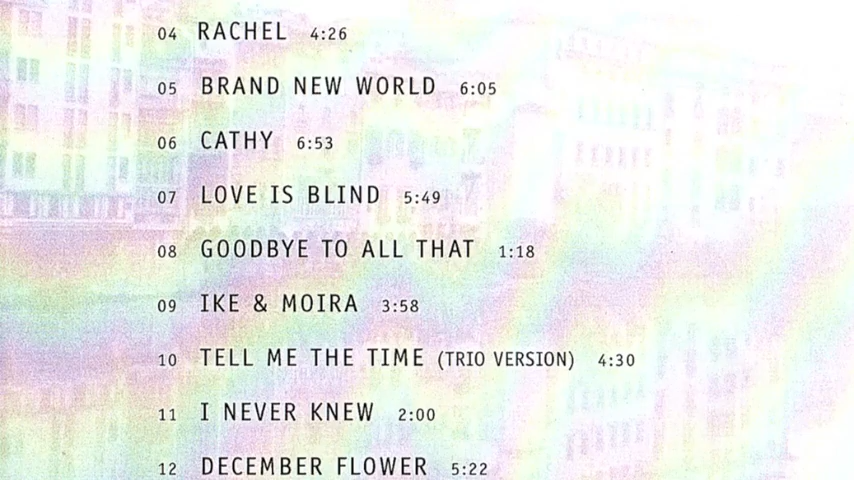 04 RACHEL 4:26
05 BRAND NEW WORLD 6:05
06 CATHY 6:53
07 LOVE IS BLIND 5:49
08 GOODBYE TO ALL THAT 1:18
09 IKE & MOIRA 3:58
10 TELL ME THE TIME (TRIO VERSION) 4:30
11 I NEVER KNEW 2:00
12 DECEMBER FLOWER 5:22